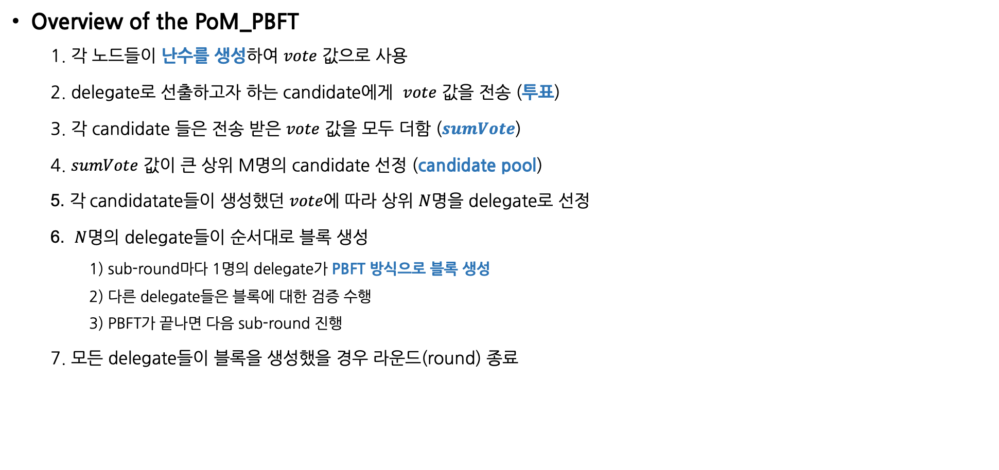 • Overview of the PoM_PBFT
1. 각 노드들이 난수를 생성하여 vote 값으로 사용
2. delegate로 선출하고자 하는 candidate에게 vote 값을 전송 (투표)
3. 각 candidate 들은 전송 받은 vote 값을 모두 더함 (sumVote)
4. sumVote 값이 큰 상위 M명의 candidate 선정 (candidate pool)
5. 각 candidatate들이 생성했던 vote에 따라 상위 N명을 delegate로 선정
6. N명의 delegate들이 순서대로 블록 생성
1) sub-round마다 1명의 delegate가 PBFT 방식으로 블록 생성
2) 다른 delegate들은 블록에 대한 검증 수행
3) PBFT가 끝나면 다음 sub-round 진행
7. 모든 delegate들이 블록을 생성했을 경우 라운드(round) 종료